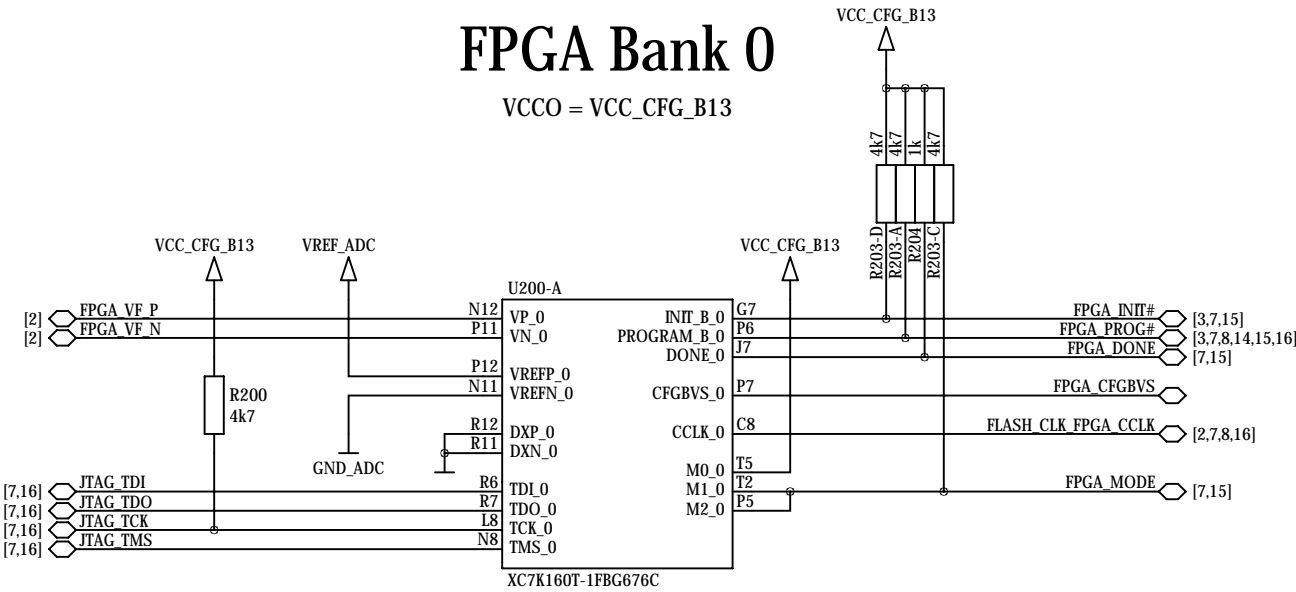 VCC_CFG_B13
FPGA Bank 0
VCCO = VCC_CFG_B13
4k7
4k7
1k
4k7
R203-D
R203-A
R204
R203-C
VCC_CFG_B13
VREF_ADC
VCC_CFG_B13
U200-A
[2] FPGA_VF_P N12 VP_0 INIT_B_0 G7 FPGA_INIT# [3,7,15]
[2] FPGA_VF_N P11 VN_0 PROGRAM_B_0 P6 FPGA_PROG# [3,7,8,14,15,16]
DONE_0 J7 FPGA_DONE [7,15]
P12 VREFP_0
R200 N11 VREFN_0 CFGBVS_0 P7 FPGA_CFGBVS
4k7
R12 DXP_0 CCLK_0 C8 FLASH_CLK_FPGA_CCLK [2,7,8,16]
R11 DXN_0
GND_ADC M0_0 T5
[7,16] JTAG_TDI R6 TDI_0 M1_0 T2 FPGA_MODE [7,15]
[7,16] JTAG_TDO R7 TDO_0 M2_0 P5
[7,16] JTAG_TCK L8 TCK_0
[7,16] JTAG_TMS N8 TMS_0
XC7K160T-1FBG676C